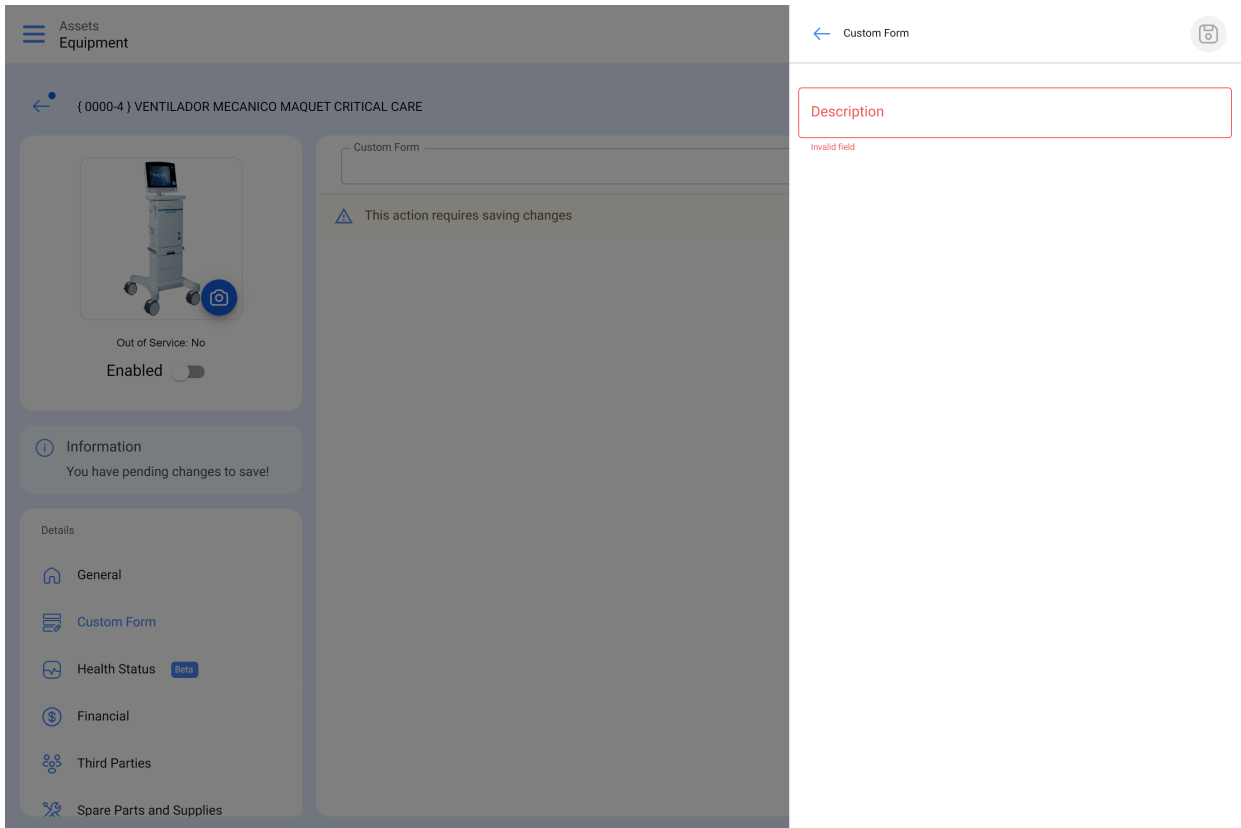 Assets
Equipment
{ 0000-4 } VENTILADOR MECANICO MAQUET CRITICAL CARE
Out of Service: No
Enabled
Information
You have pending changes to save!
Details
General
Custom Form
Health Status Beta
Financial
Third Parties
Spare Parts and Supplies
Custom Form
This action requires saving changes
Custom Form
Description
Invalid field